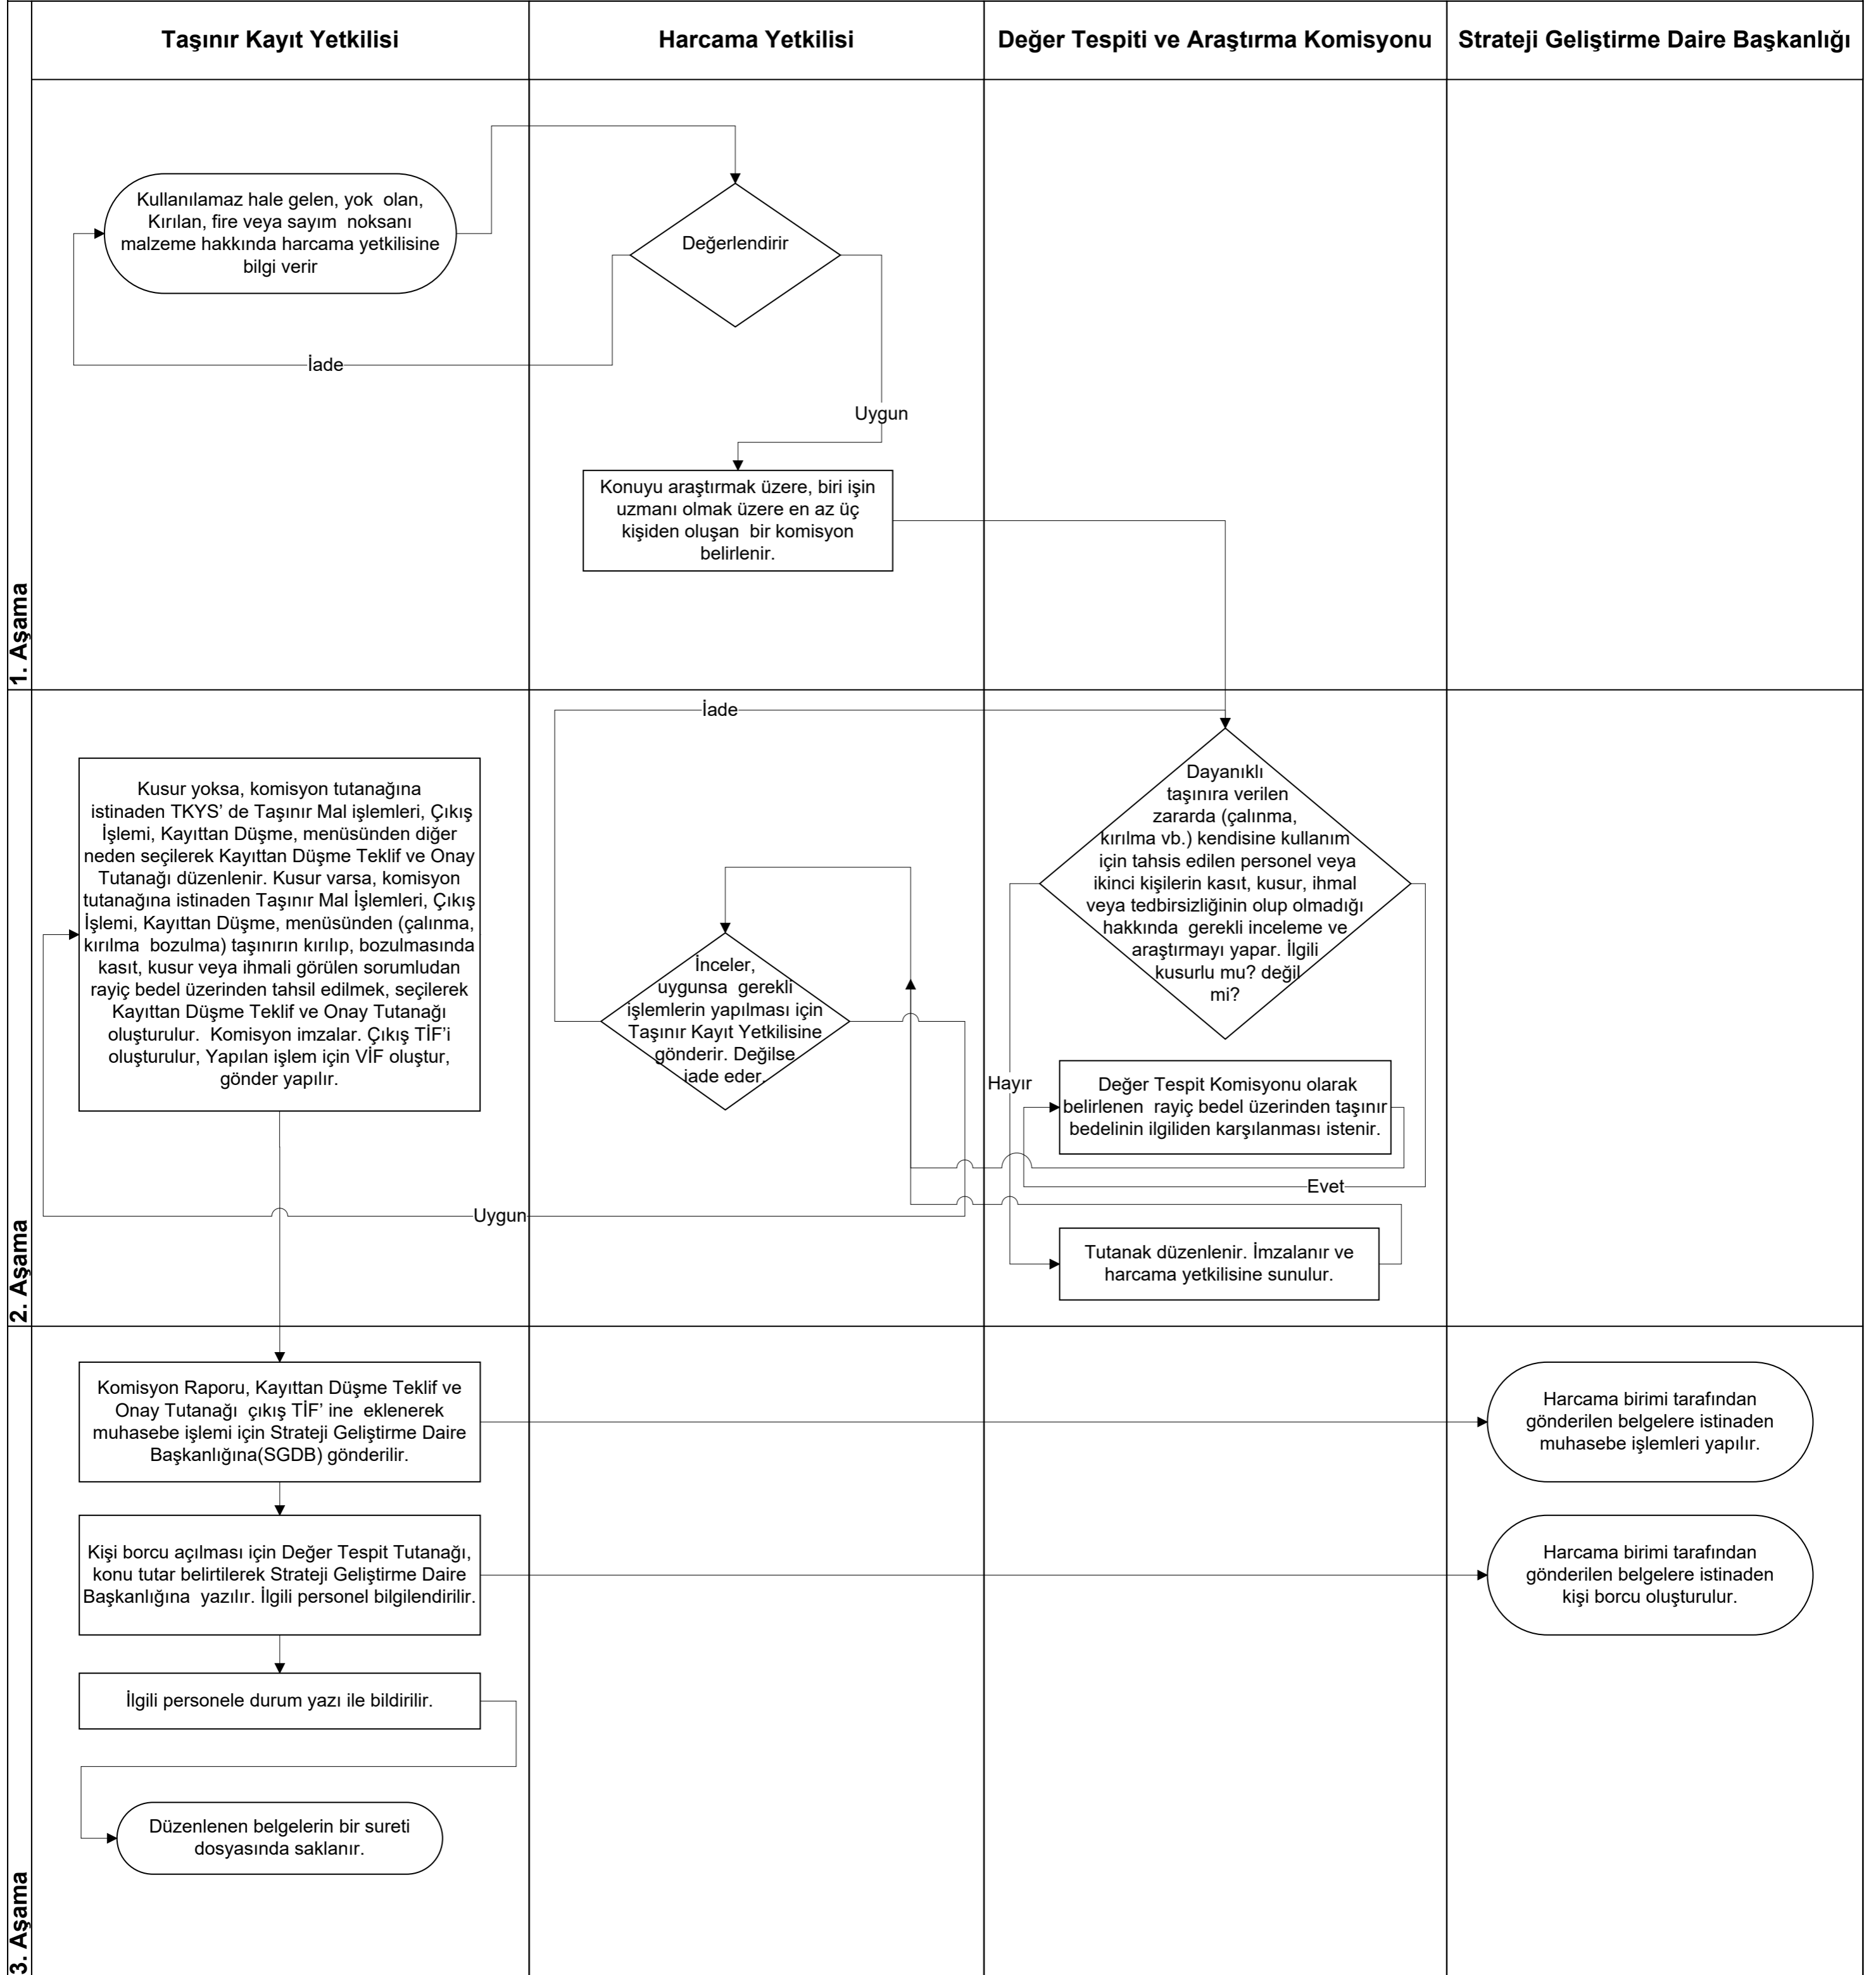 Taşınır Kayıt Yetkilisi
Harcama Yetkilisi
Değer Tespiti ve Araştırma Komisyonu
Strateji Geliştirme Daire Başkanlığı
1. Aşama
Kullanılamaz hale gelen, yok olan,
Kırılan, fire veya sayım noksanı
malzeme hakkında harcama yetkilisine
bilgi verir
Değerlendirir
İade
Uygun
Konuyu araştırmak üzere, biri işin
uzmanı olmak üzere en az üç
kişiden oluşan bir komisyon
belirlenir.
2. Aşama
İade
Kusur yoksa, komisyon tutanağına
istinaden TKYS’ de Taşınır Mal işlemleri, Çıkış
İşlemi, Kayıttan Düşme, menüsünden diğer
neden seçilerek Kayıttan Düşme Teklif ve Onay
Tutanağı düzenlenir. Kusur varsa, komisyon
tutanağına istinaden Taşınır Mal İşlemleri, Çıkış
İşlemi, Kayıttan Düşme, menüsünden (çalınma,
kırılma bozulma) taşınırın kırılıp, bozulmasında
kasıt, kusur veya ihmali görülen sorumludan
rayiç bedel üzerinden tahsil edilmek, seçilerek
Kayıttan Düşme Teklif ve Onay Tutanağı
oluşturulur. Komisyon imzalar. Çıkış TİF’i
oluşturulur, Yapılan işlem için VİF oluştur,
gönder yapılır.
İnceler,
uygunsa gerekli
işlemlerin yapılması için
Taşınır Kayıt Yetkilisine
gönderir. Değilse
iade eder.
Dayanıklı
taşınıra verilen
zararda (çalınma,
kırılma vb.) kendisine kullanım
için tahsis edilen personel veya
ikinci kişilerin kasıt, kusur, ihmal
veya tedbirsizliğinin olup olmadığı
hakkında gerekli inceleme ve
araştırmayı yapar. İlgili
kusurlu mu? değil
mi?
Hayır
Değer Tespit Komisyonu olarak
belirlenen rayiç bedel üzerinden taşınır
bedelinin ilgiliden karşılanması istenir.
Evet
Uygun
Tutanak düzenlenir. İmzalanır ve
harcama yetkilisine sunulur.
3. Aşama
Komisyon Raporu, Kayıttan Düşme Teklif ve
Onay Tutanağı çıkış TİF’ ine eklenerek
muhasebe işlemi için Strateji Geliştirme Daire
Başkanlığına(SGDB) gönderilir.
Harcama birimi tarafından
gönderilen belgelere istinaden
muhasebe işlemleri yapılır.
Kişi borcu açılması için Değer Tespit Tutanağı,
konu tutar belirtilerek Strateji Geliştirme Daire
Başkanlığına yazılır. İlgili personel bilgilendirilir.
Harcama birimi tarafından
gönderilen belgelere istinaden
kişi borcu oluşturulur.
İlgili personele durum yazı ile bildirilir.
Düzenlenen belgelerin bir sureti
dosyasında saklanır.